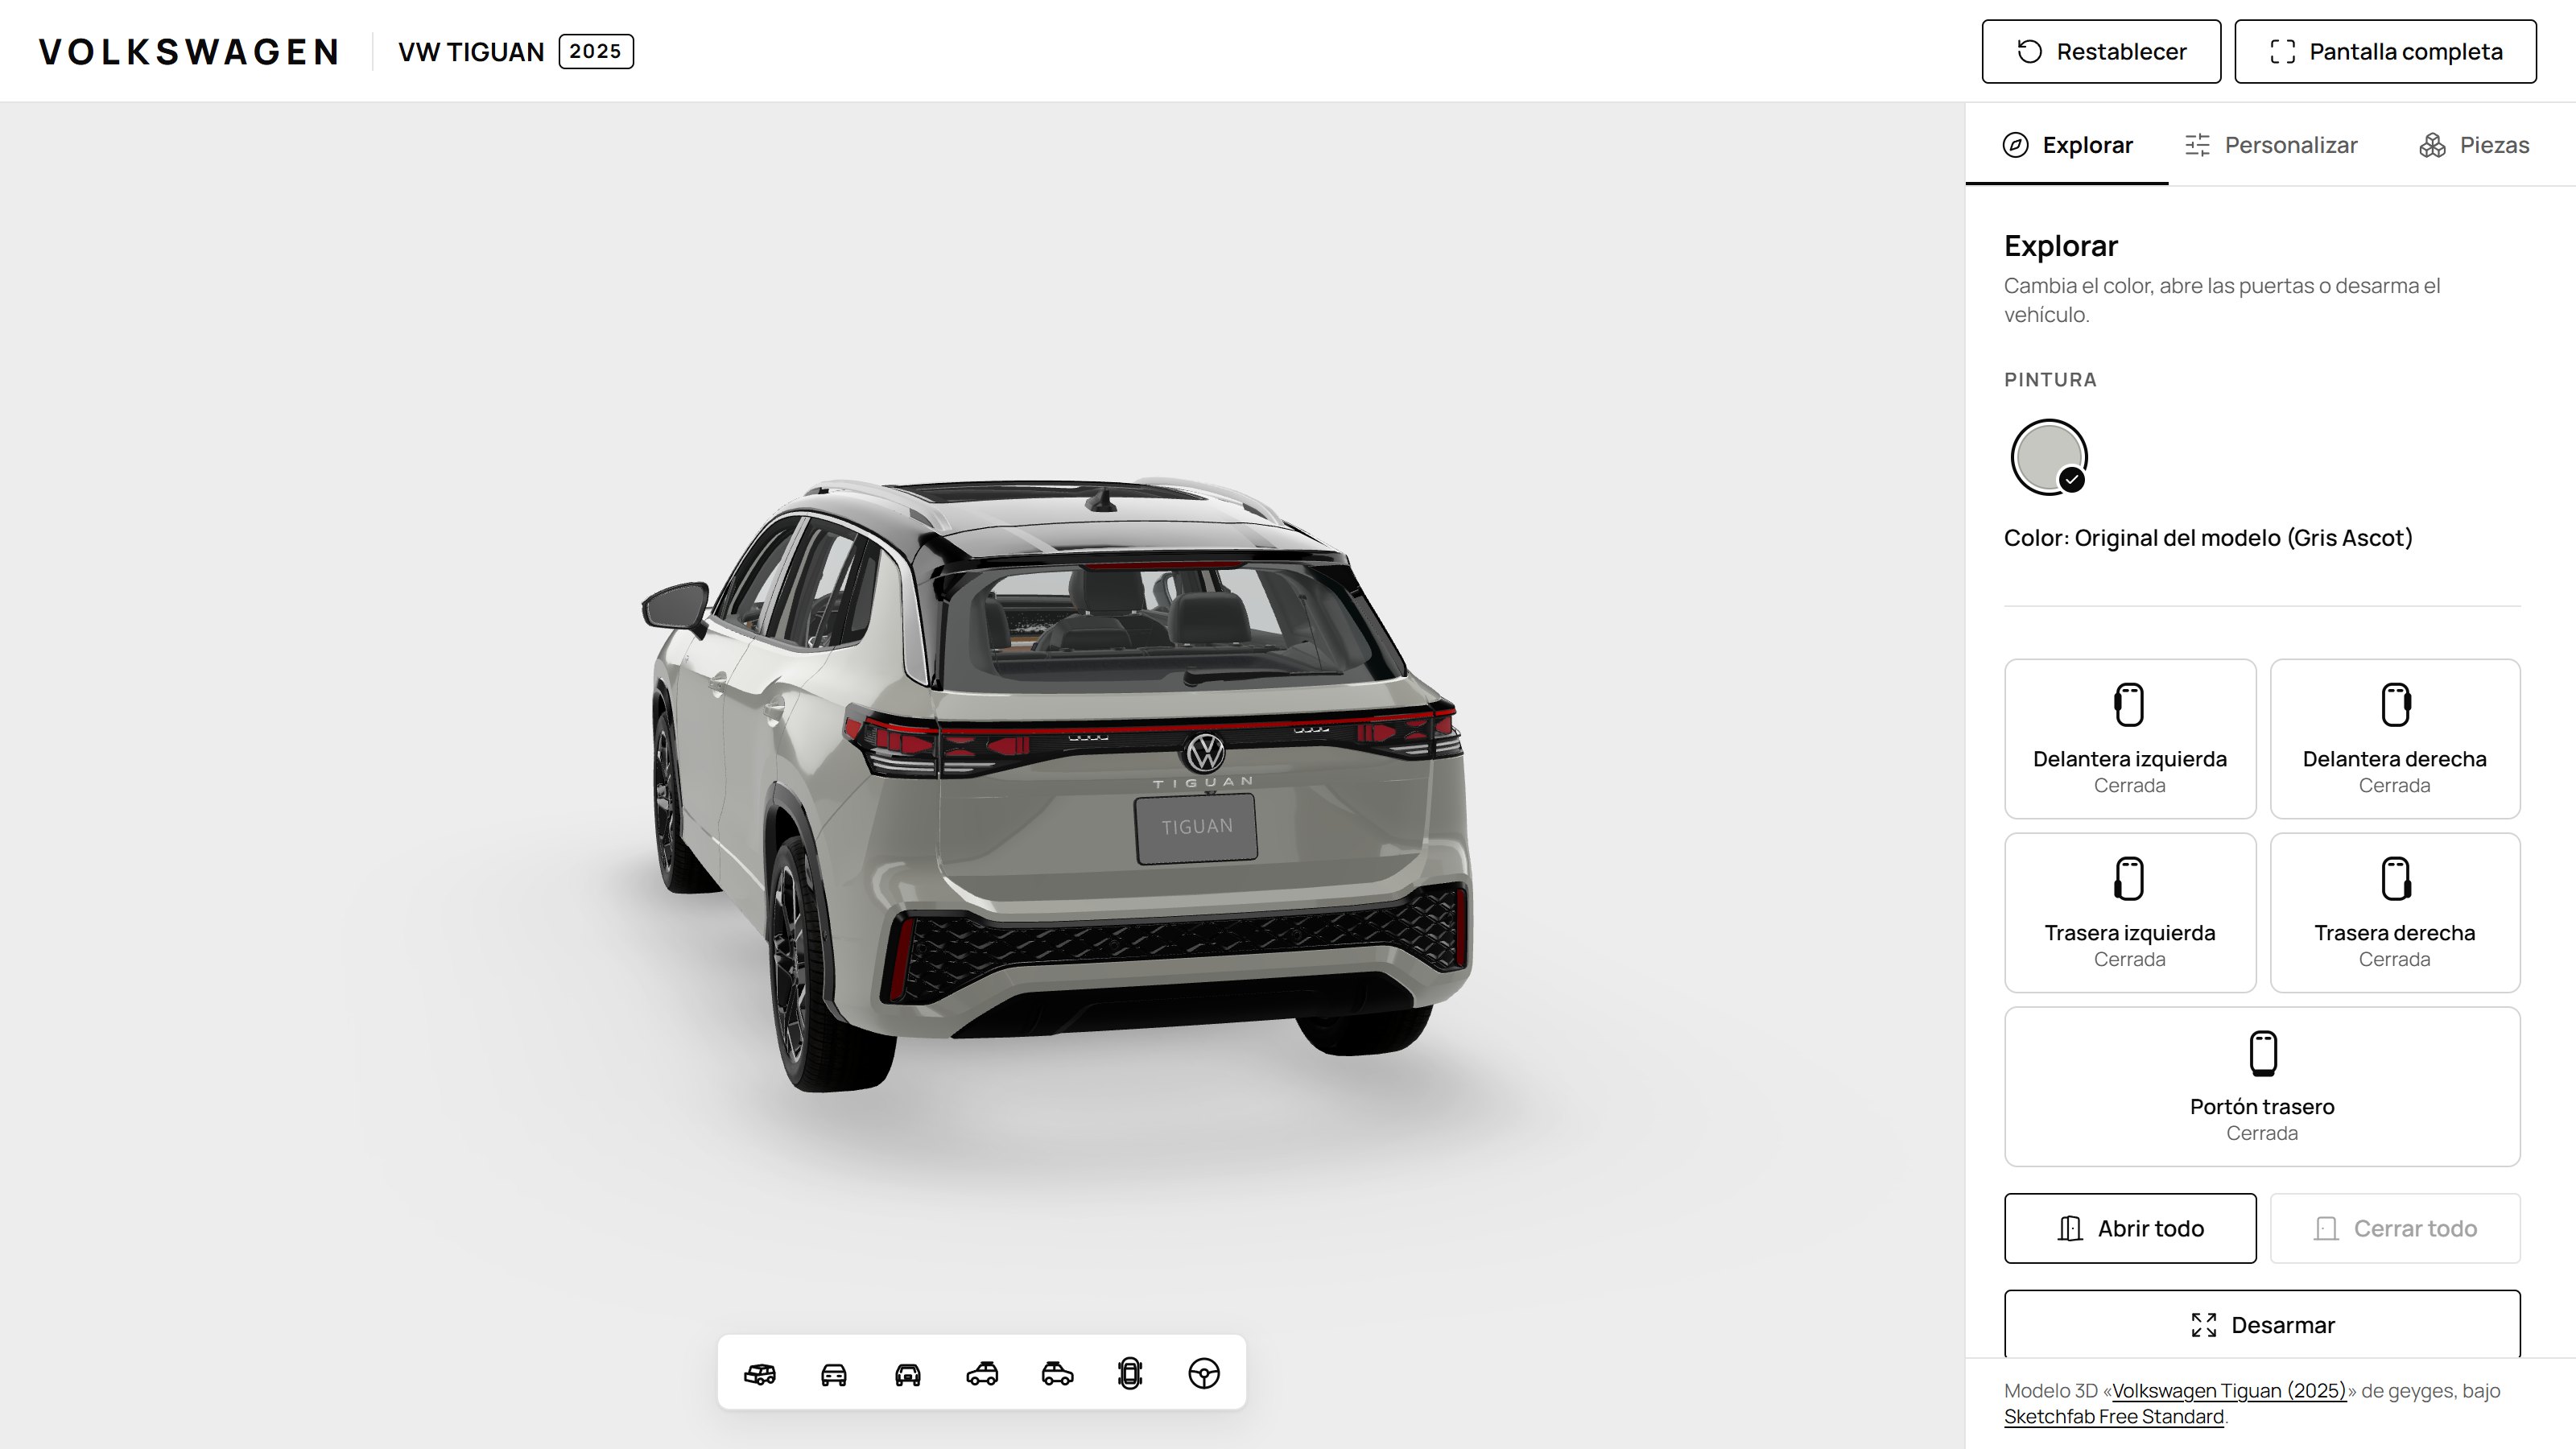 VOLKSWAGEN
VW TIGUAN
2025
Restablecer
Pantalla completa
Explorar
Personalizar
Piezas
Explorar
Cambia el color, abre las puertas o desarma el
vehículo.
PINTURA
Color: Original del modelo (Gris Ascot)
TIGUAN
TIGUAN
Delantera izquierda
Cerrada
Delantera derecha
Cerrada
Trasera izquierda
Cerrada
Trasera derecha
Cerrada
Portón trasero
Cerrada
Abrir todo
Cerrar todo
Desarmar
Modelo 3D «Volkswagen Tiguan (2025)» de geyges, bajo
Sketchfab Free Standard.